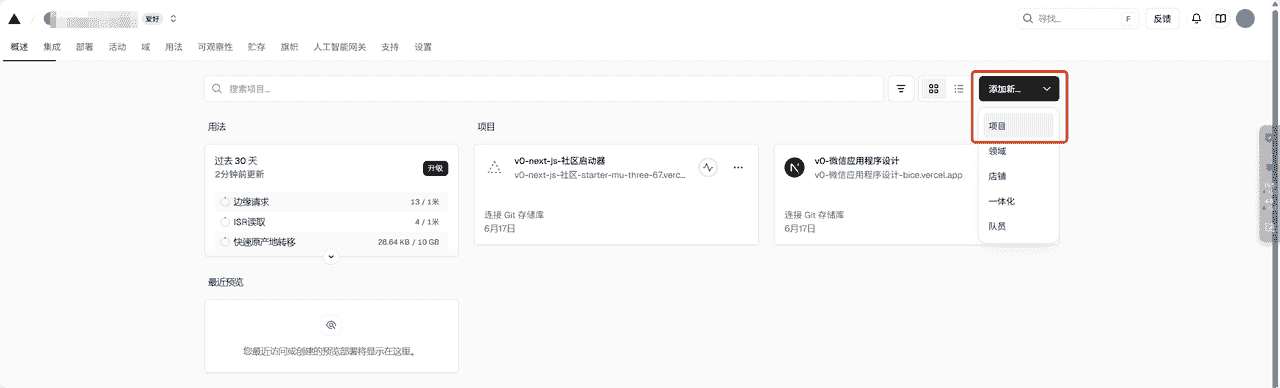 爱好
寻找... F 反馈
概述 集成 部署 活动 域 用法 可观察性 贮存 旗帜 人工智能网关 支持 设置
搜索项目...
添加新...
项目
领域
店铺
一体化
队员
用法
过去 30 天
2分钟前更新
升级
边缘请求 13 / 1米
ISR读取 4 / 1米
快速原产地转移 28.64 KB / 10 GB
最近预览
您最近访问或创建的预览部署将显示在这里。
项目
v0-next-js-社区启动器
v0-next-js-社区-starter-mu-three-67.verc...
连接 Git 存储库
6月17日
v0-微信应用程序设计
v0-微信应用程序设计-bice.vercel.app
连接 Git 存储库
6月17日